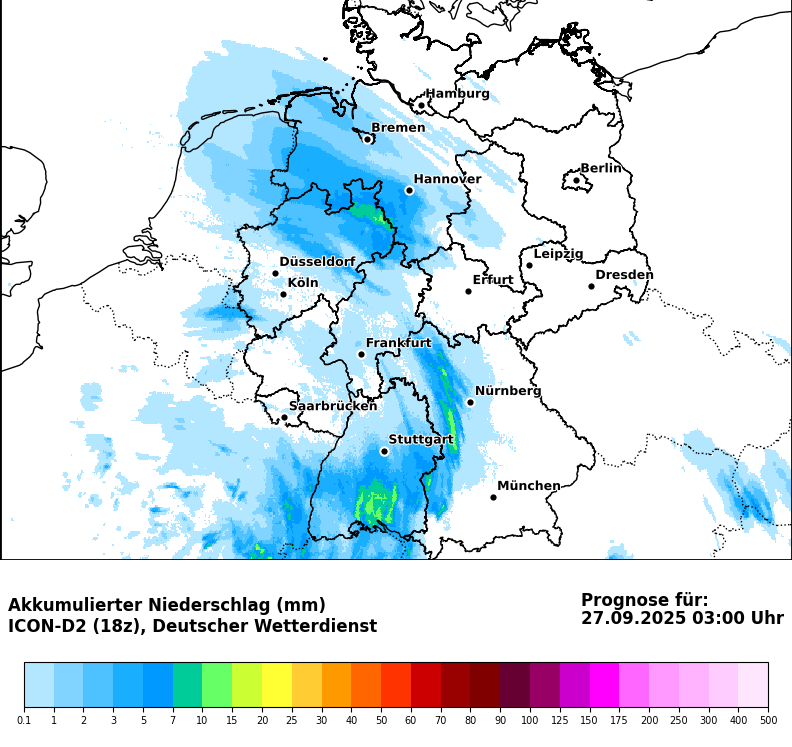 Hamburg
Bremen
Berlin
Hannover
Leipzig
Düsseldorf
Dresden
Köln
Erfurt
Frankfurt
Nürnberg
Saarbrücken
Stuttgart
München
Akkumulierter Niederschlag (mm)
ICON-D2 (18z), Deutscher Wetterdienst
Prognose für:
27.09.2025 03:00 Uhr
0.1 1 2 3 5 7 10 15 20 25 30 40 50 60 70 80 90 100 125 150 175 200 250 300 400 500